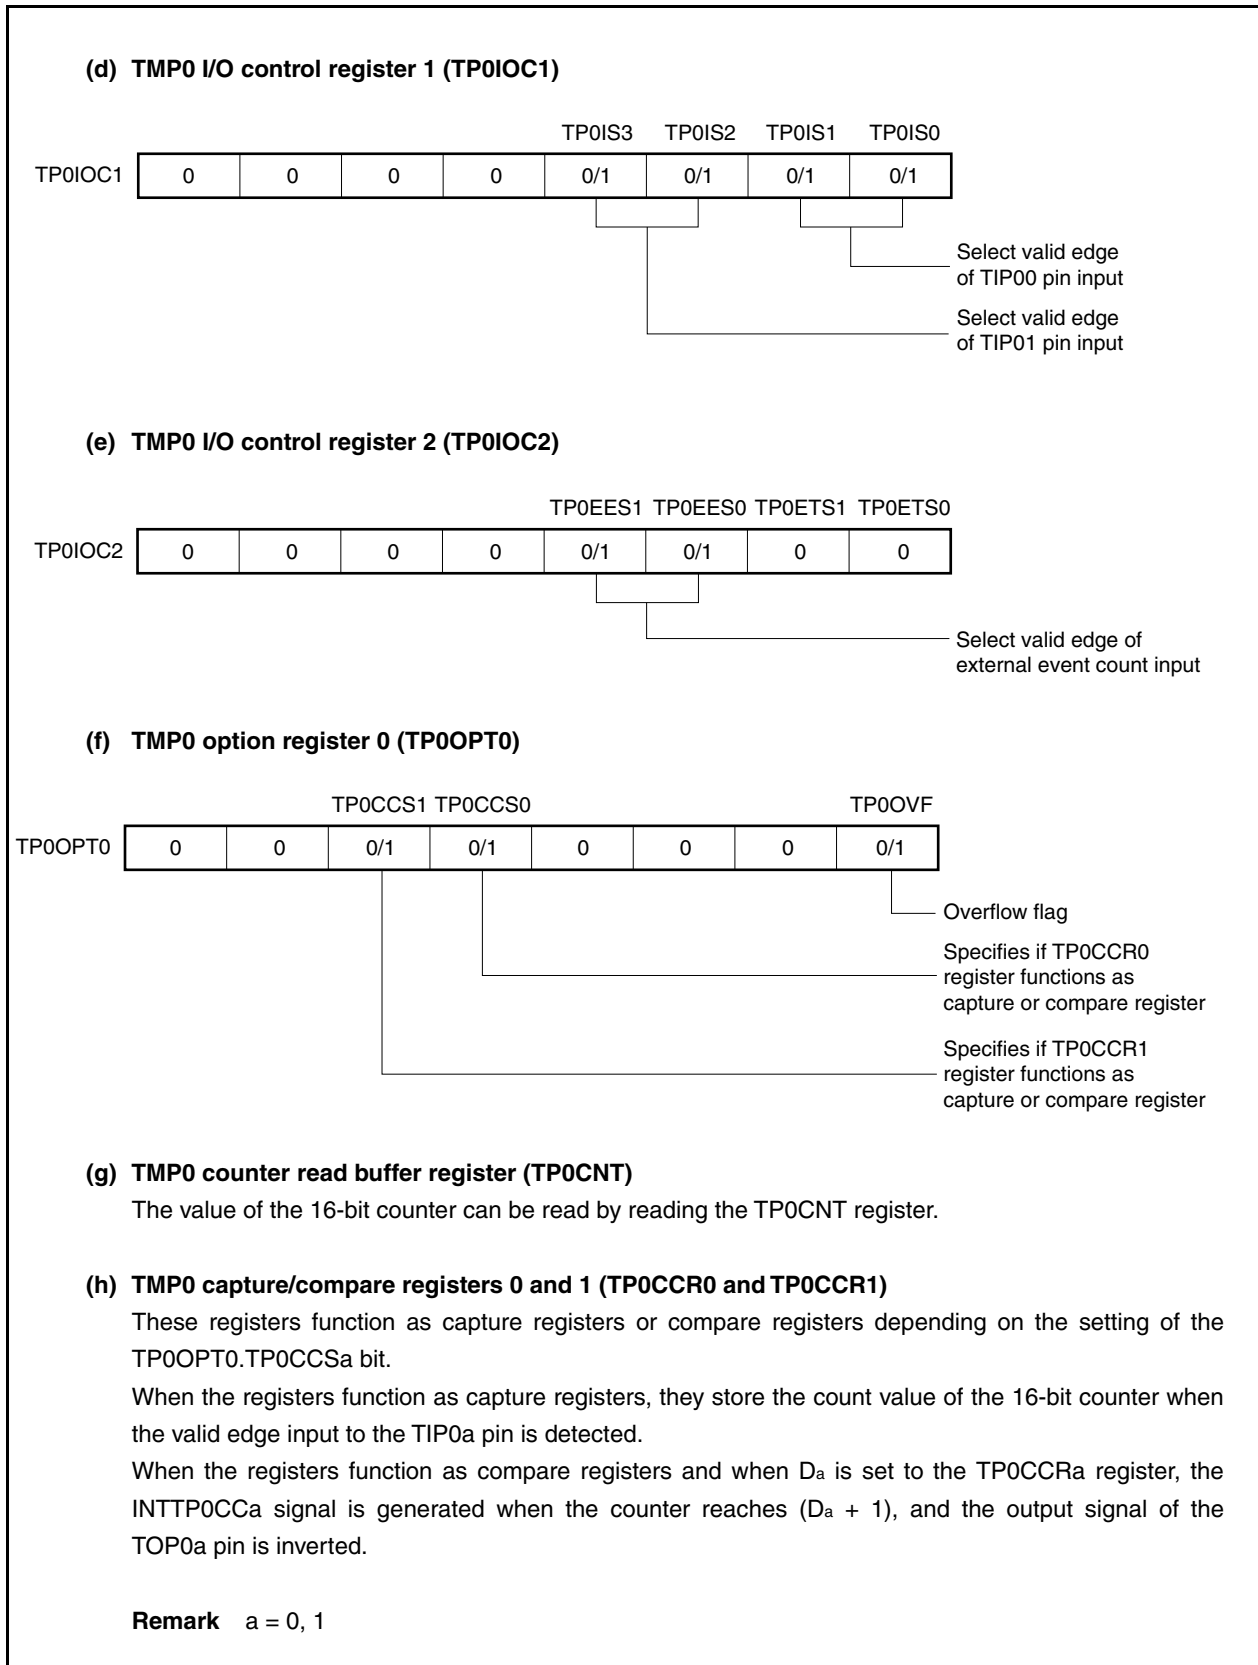 (d) TMP0 I/O control register 1 (TP0IOC1)
TP0IS3 TP0IS2 TP0IS1 TP0IS0
TP0IOC1 0 0 0 0 0/1 0/1 0/1 0/1
Select valid edge
of TIP00 pin input
Select valid edge
of TIP01 pin input
(e) TMP0 I/O control register 2 (TP0IOC2)
TP0EES1 TP0EES0 TP0ETS1 TP0ETS0
TP0IOC2 0 0 0 0 0/1 0/1 0 0
Select valid edge of
external event count input
(f) TMP0 option register 0 (TP0OPT0)
TP0CCS1 TP0CCS0 TP0OVF
TP0OPT0 0 0 0/1 0/1 0 0 0 0/1
Overflow flag
Specifies if TP0CCR0
register functions as
capture or compare register
Specifies if TP0CCR1
register functions as
capture or compare register
(g) TMP0 counter read buffer register (TP0CNT)
The value of the 16-bit counter can be read by reading the TP0CNT register.
(h) TMP0 capture/compare registers 0 and 1 (TP0CCR0 and TP0CCR1)
These registers function as capture registers or compare registers depending on the setting of the
TP0OPT0.TP0CCSa bit.
When the registers function as capture registers, they store the count value of the 16-bit counter when
the valid edge input to the TIP0a pin is detected.
When the registers function as compare registers and when Da is set to the TP0CCRa register, the
INTTP0CCa signal is generated when the counter reaches (Da + 1), and the output signal of the
TOP0a pin is inverted.
Remark a = 0, 1